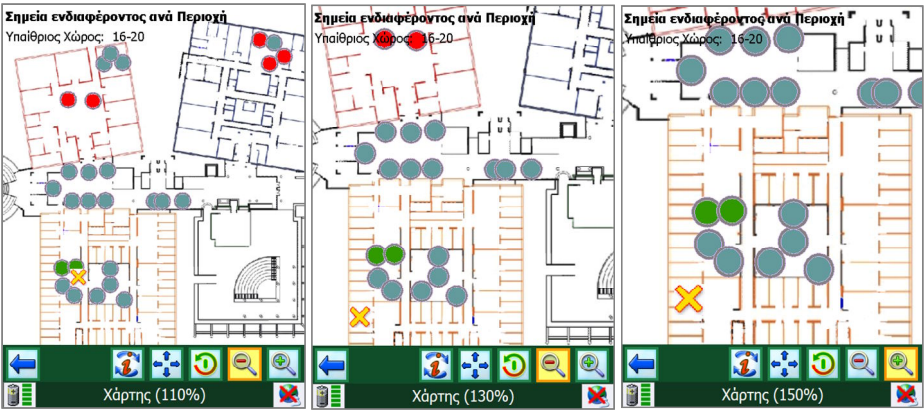 Σημεία ενδιαφέροντος ανά Περιοχή
Υπαίθριος Χώρος: 16-20
Χάρτης (110%)
Σημεία ενδιαφέροντος ανά Περιοχή
Υπαίθριος Χώρος: 16-20
Χάρτης (130%)
Σημεία ενδιαφέροντος ανά Περιοχή
Υπαίθριος Χώρος: 16-20
Χάρτης (150%)